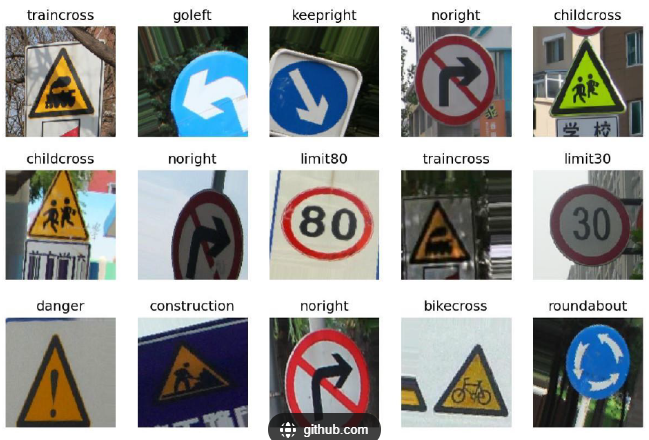 traincross goleft keepright noright childcross
学校
childcross noright limit80 traincross limit30
80 30
danger construction noright bikecross roundabout
!
github.com